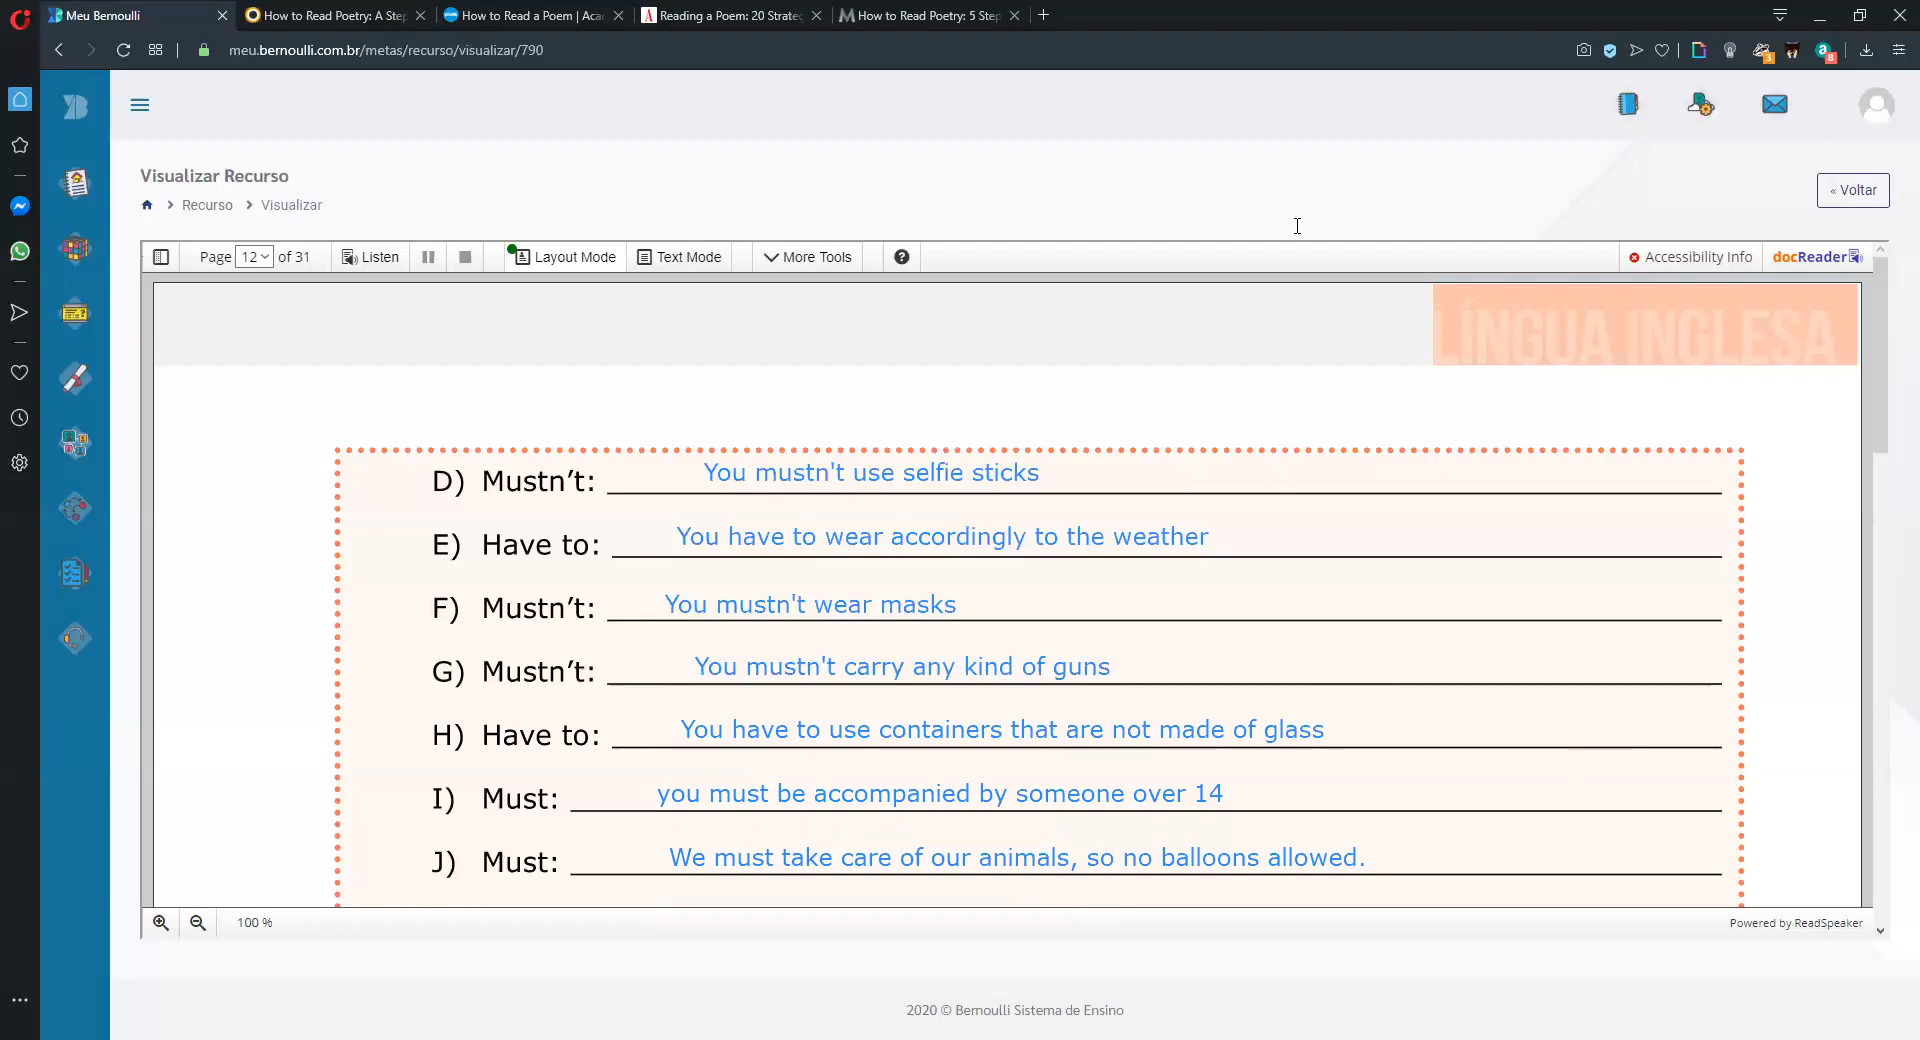 Meu Bernoulli
How to Read Poetry: A Step
How to Read a Poem | Aca
Reading a Poem: 20 Strate
How to Read Poetry: 5 Step
meu.bernoulli.com.br/metas/recurso/visualizar/790
3
8
Visualizar Recurso
Recurso
Visualizar
« Voltar
Page 12 of 31
Listen
Layout Mode
Text Mode
More Tools
Accessibility Info
docReader
LÍNGUA INGLESA
D) Mustn’t: You mustn't use selfie sticks
E) Have to: You have to wear accordingly to the weather
F) Mustn’t: You mustn't wear masks
G) Mustn’t: You mustn't carry any kind of guns
H) Have to: You have to use containers that are not made of glass
I) Must: you must be accompanied by someone over 14
J) Must: We must take care of our animals, so no balloons allowed.
100 %
Powered by ReadSpeaker
2020 © Bernoulli Sistema de Ensino